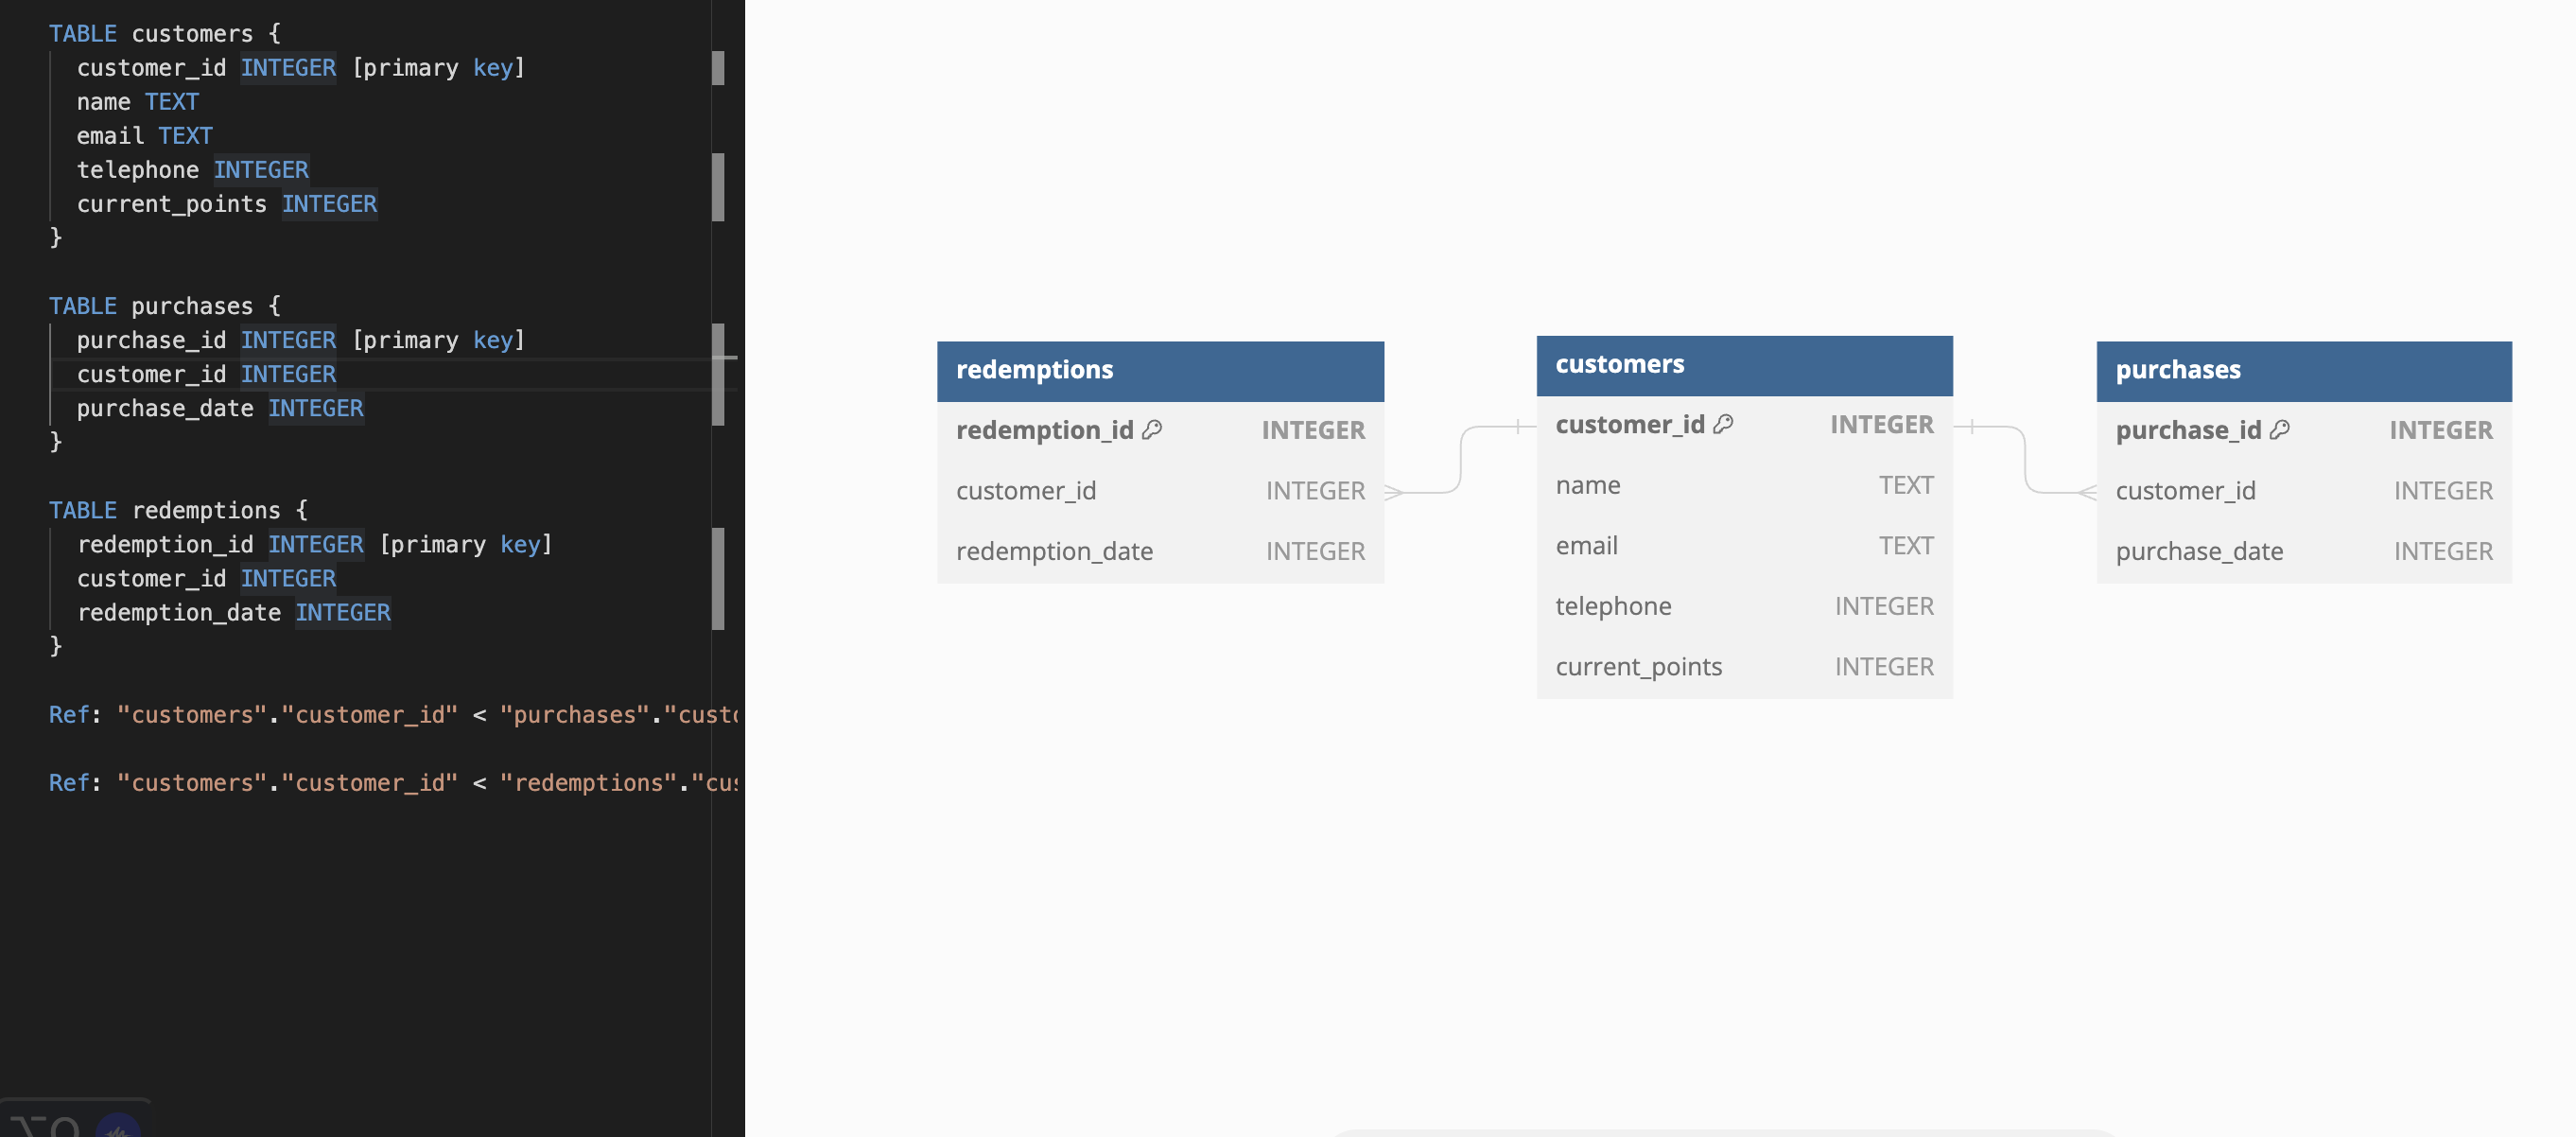 TABLE customers {
customer_id INTEGER [primary key]
name TEXT
email TEXT
telephone INTEGER
current_points INTEGER
}
TABLE purchases {
purchase_id INTEGER [primary key]
customer_id INTEGER
purchase_date INTEGER
}
TABLE redemptions {
redemption_id INTEGER [primary key]
customer_id INTEGER
redemption_date INTEGER
}
Ref: "customers"."customer_id" < "purchases"."custo
Ref: "customers"."customer_id" < "redemptions"."cus
redemptions
redemption_id INTEGER
customer_id INTEGER
redemption_date INTEGER
customers
customer_id INTEGER
name TEXT
email TEXT
telephone INTEGER
current_points INTEGER
purchases
purchase_id INTEGER
customer_id INTEGER
purchase_date INTEGER